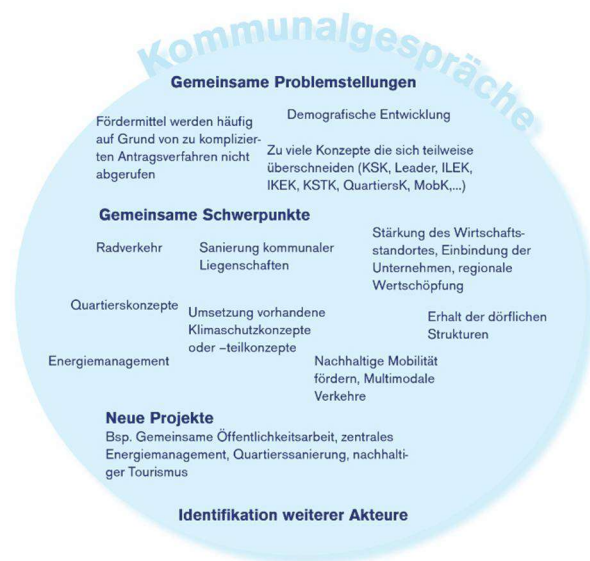 Kommunalgespräche
Gemeinsame Problemstellungen
Fördermittel werden häufig
auf Grund von zu komplizier-
ten Antragsverfahren nicht
abgerufen
Demografische Entwicklung
Zu viele Konzepte die sich teilweise
überschneiden (KSK, Leader, ILEK,
IKEK, KSTK, QuartiersK, MobK,...)
Gemeinsame Schwerpunkte
Radverkehr
Sanierung kommunaler
Liegenschaften
Stärkung des Wirtschafts-
standortes, Einbindung der
Unternehmen, regionale
Wertschöpfung
Quartierskonzepte
Umsetzung vorhandene
Klimaschutzkonzepte
oder –teilkonzepte
Erhalt der dörflichen
Strukturen
Energiemanagement
Nachhaltige Mobilität
fördern, Multimodale
Verkehre
Neue Projekte
Bsp. Gemeinsame Öffentlichkeitsarbeit, zentrales
Energiemanagement, Quartierssanierung, nachhalti-
ger Tourismus
Identifikation weiterer Akteure